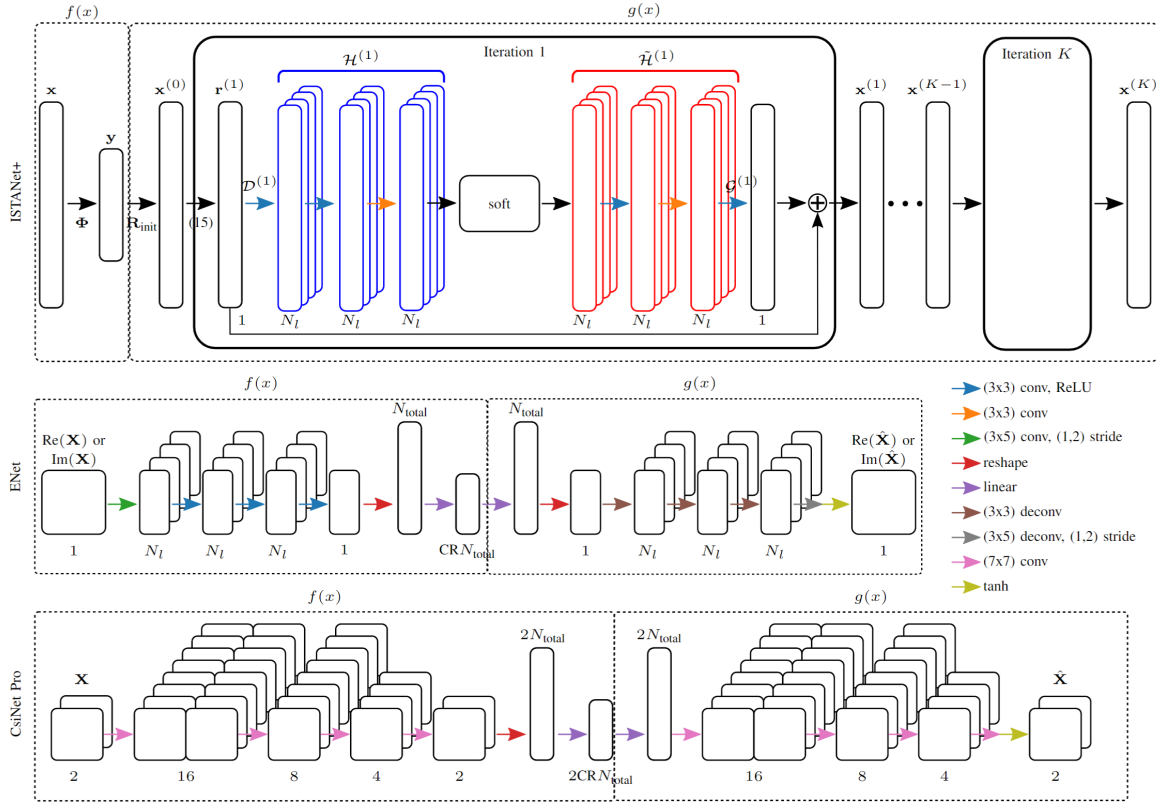 f(x)
g(x)
ISTANet+
Iteration 1
Iteration K
𝓗^(1)
𝓗̃^(1)
x
y
x^(0)
r^(1)
x^(1)
x^(K−1)
x^(K)
𝒟^(1)
𝒢^(1)
soft
Φ
R_init
(15)
1
N_l
N_l
N_l
N_l
N_l
N_l
1
f(x)
g(x)
ENet
N_total
N_total
Re(X) or
Im(X)
Re(X̂) or
Im(X̂)
1
N_l
N_l
N_l
1
CRN_total
1
N_l
N_l
N_l
1
(3x3) conv, ReLU
(3x3) conv
(3x5) conv, (1,2) stride
reshape
linear
(3x3) deconv
(3x5) deconv, (1,2) stride
(7x7) conv
tanh
f(x)
g(x)
CsiNet Pro
2N_total
2N_total
X
X̂
2
16
8
4
2
2CRN_total
16
8
4
2